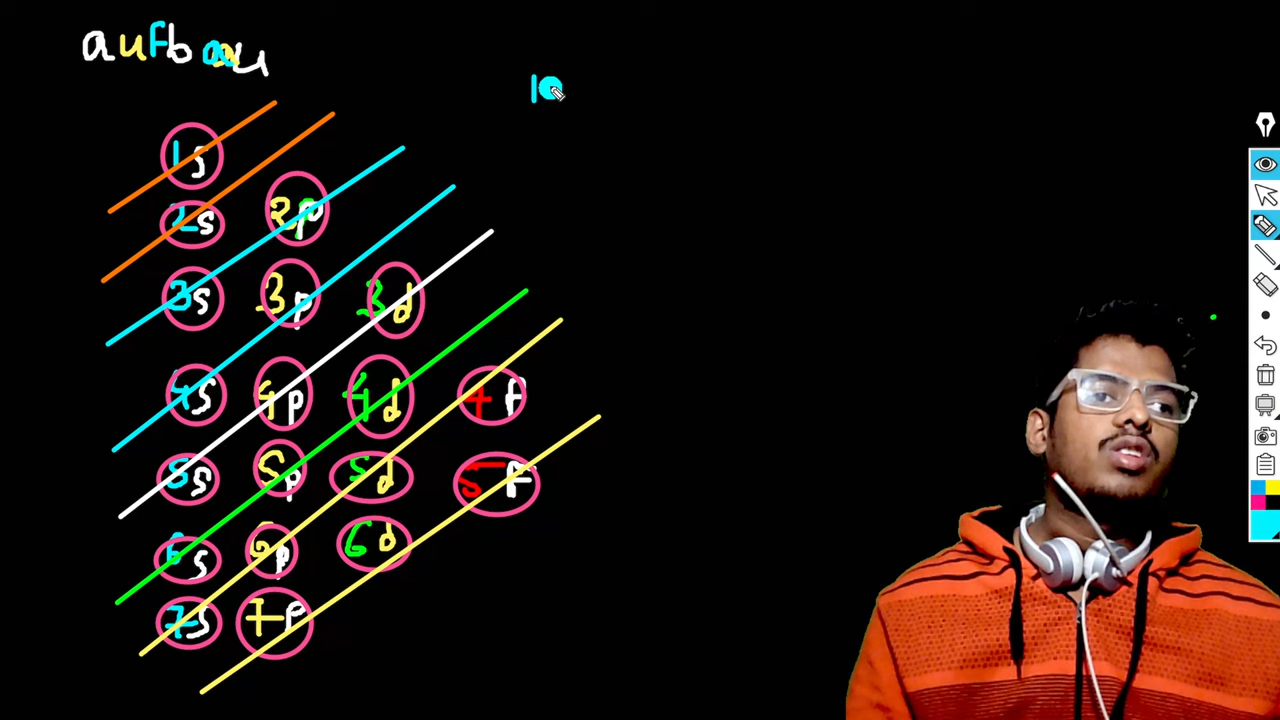 aufbau
10
1s
2s 2p
3s 3p 3d
4s 4p 4d 4f
5s 5p 5d 5f
6s 6p 6d
7s 7p